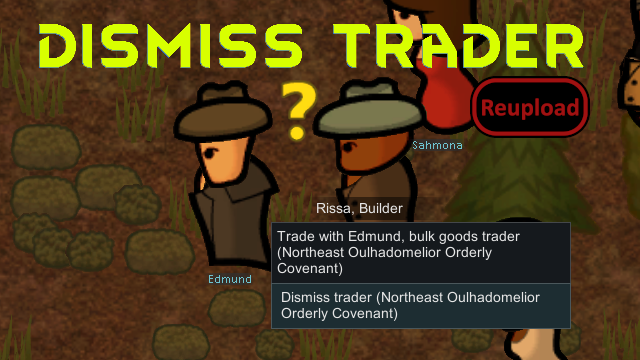 DISMISS TRADER
Reupload
?
Sahmona
Rissa, Builder
Trade with Edmund, bulk goods trader
(Northeast Oulhadomelior Orderly
Covenant)
Edmund
Dismiss trader (Northeast Oulhadomelior
Orderly Covenant)